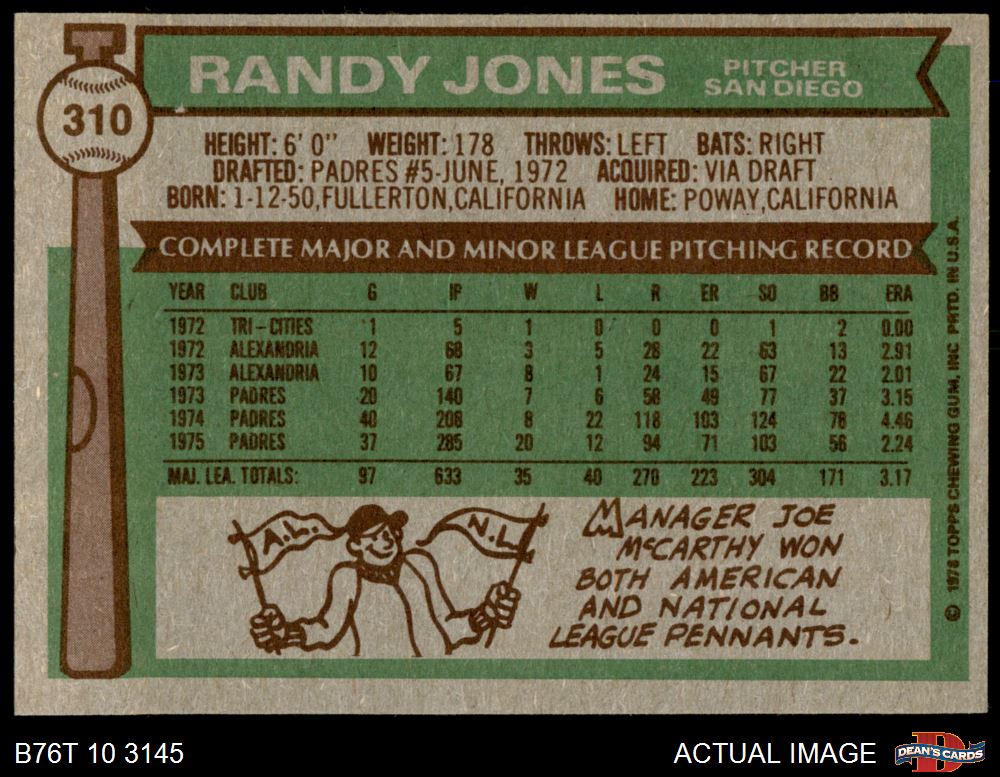 RANDY JONES PITCHER SAN DIEGO
310
HEIGHT: 6' 0" WEIGHT: 178 THROWS: LEFT BATS: RIGHT
DRAFTED: PADRES #5-JUNE, 1972 ACQUIRED: VIA DRAFT
BORN: 1-12-50, FULLERTON, CALIFORNIA HOME: POWAY, CALIFORNIA
COMPLETE MAJOR AND MINOR LEAGUE PITCHING RECORD
YEAR CLUB G IP W L R ER SO BB ERA
1972 TRI-CITIES 1 5 1 0 0 0 1 2 0.00
1972 ALEXANDRIA 12 68 3 5 28 22 63 13 2.91
1973 ALEXANDRIA 10 67 8 1 24 15 67 22 2.01
1973 PADRES 20 140 7 6 58 49 77 37 3.15
1974 PADRES 40 208 8 22 118 103 124 78 4.46
1975 PADRES 37 285 20 12 94 71 103 56 2.24
MAJ. LEA. TOTALS: 97 633 35 40 270 223 304 171 3.17
A.L. N.L.
MANAGER JOE
McCARTHY WON
BOTH AMERICAN
AND NATIONAL
LEAGUE PENNANTS.
© 1976 TOPPS CHEWING GUM, INC PRTD. IN U.S.A.
B76T 10 3145 ACTUAL IMAGE DEAN'S CARDS